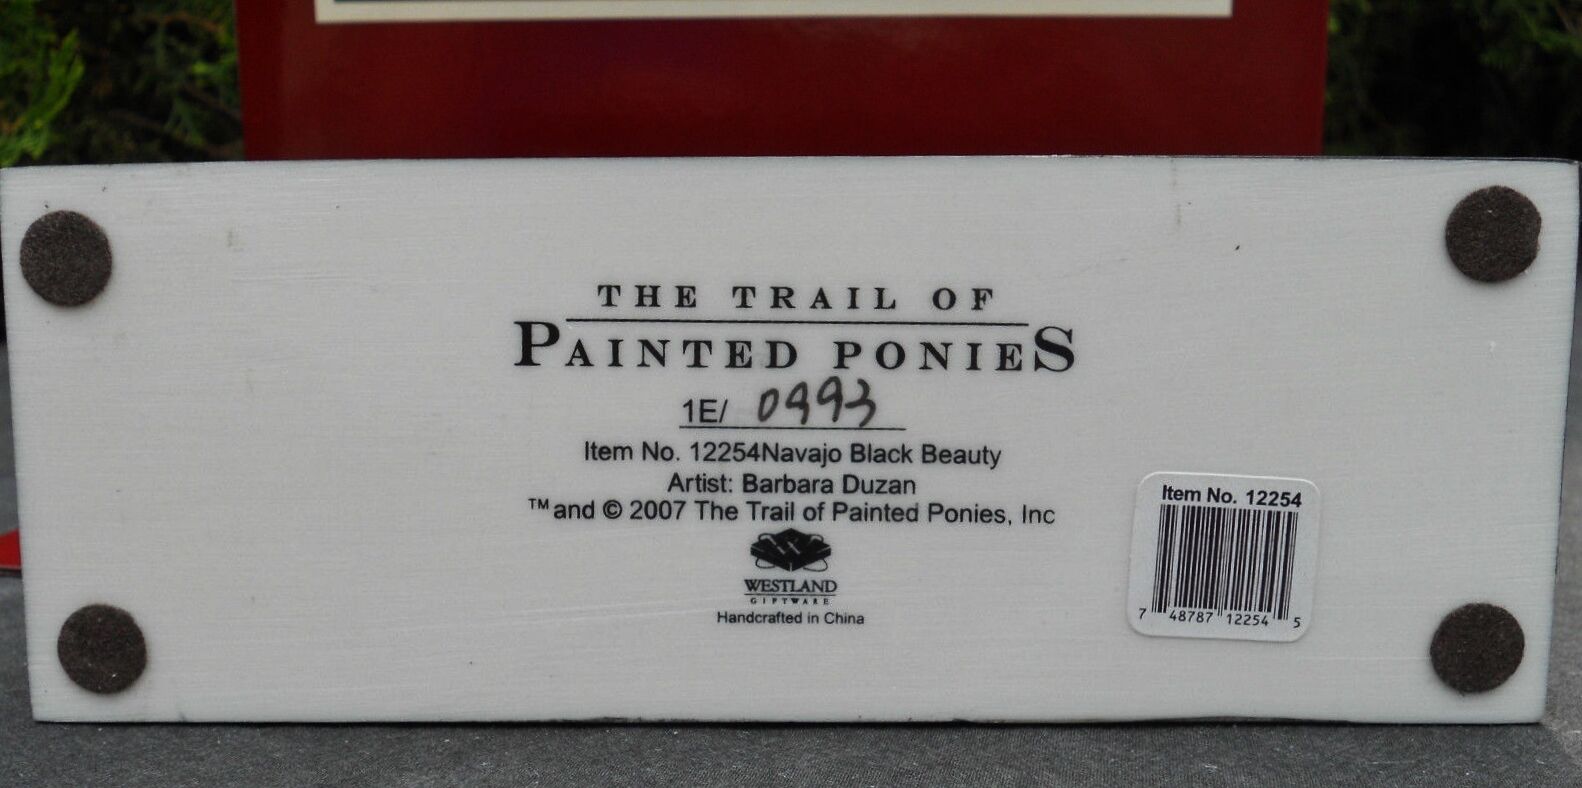 THE TRAIL OF
PAINTED PONIES
1E/ 0993
Item No. 12254Navajo Black Beauty
Artist: Barbara Duzan
™and © 2007 The Trail of Painted Ponies, Inc
WESTLAND
GIFTWARE
Handcrafted in China
Item No. 12254
7 48787 12254 5